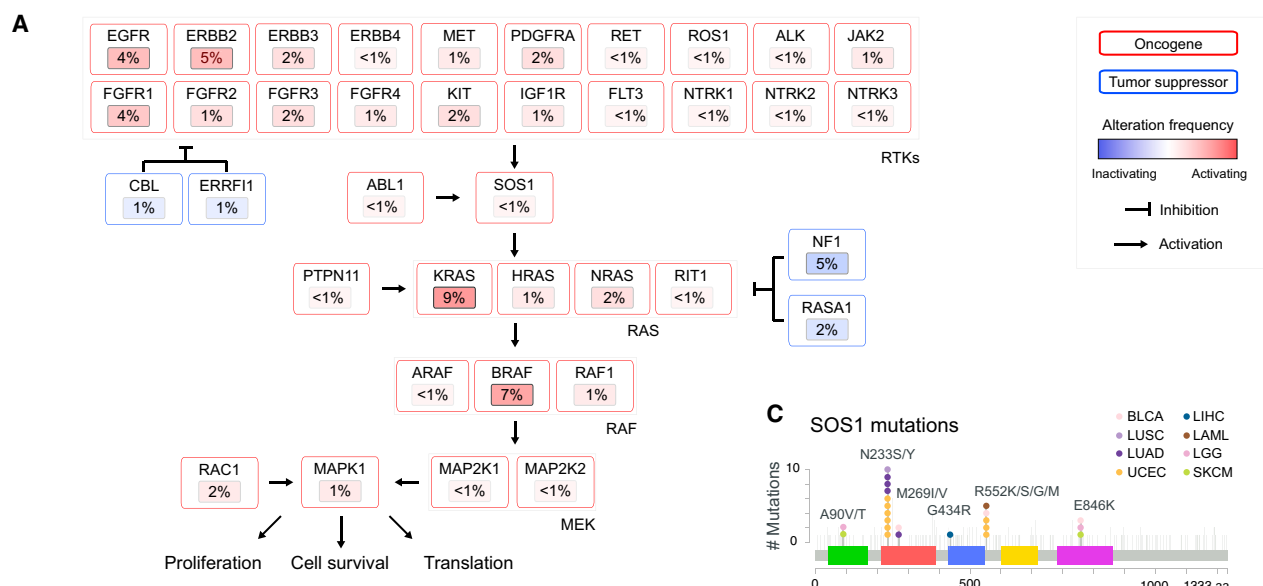 A
EGFR ERBB2 ERBB3 ERBB4 MET PDGFRA RET ROS1 ALK JAK2
4% 5% 2% <1% 1% 2% <1% <1% <1% 1%
FGFR1 FGFR2 FGFR3 FGFR4 KIT IGF1R FLT3 NTRK1 NTRK2 NTRK3
4% 1% 2% 1% 2% 1% <1% <1% <1% <1%
RTKs
CBL ERRFI1
1% 1%
ABL1 SOS1
<1% <1%
PTPN11 KRAS HRAS NRAS RIT1
<1% 9% 1% 2% <1%
RAS
NF1
5%
RASA1
2%
ARAF BRAF RAF1
<1% 7% 1%
RAF
RAC1 MAPK1 MAP2K1 MAP2K2
2% 1% <1% <1%
MEK
Proliferation Cell survival Translation
Oncogene
Tumor suppressor
Alteration frequency
Inactivating Activating
Inhibition
Activation
C
SOS1 mutations
BLCA LIHC
LUSC LAML
LUAD LGG
UCEC SKCM
# Mutations
10
0
A90V/T
N233S/Y
M269I/V
G434R
R552K/S/G/M
E846K
0 500 1000 1333 aa